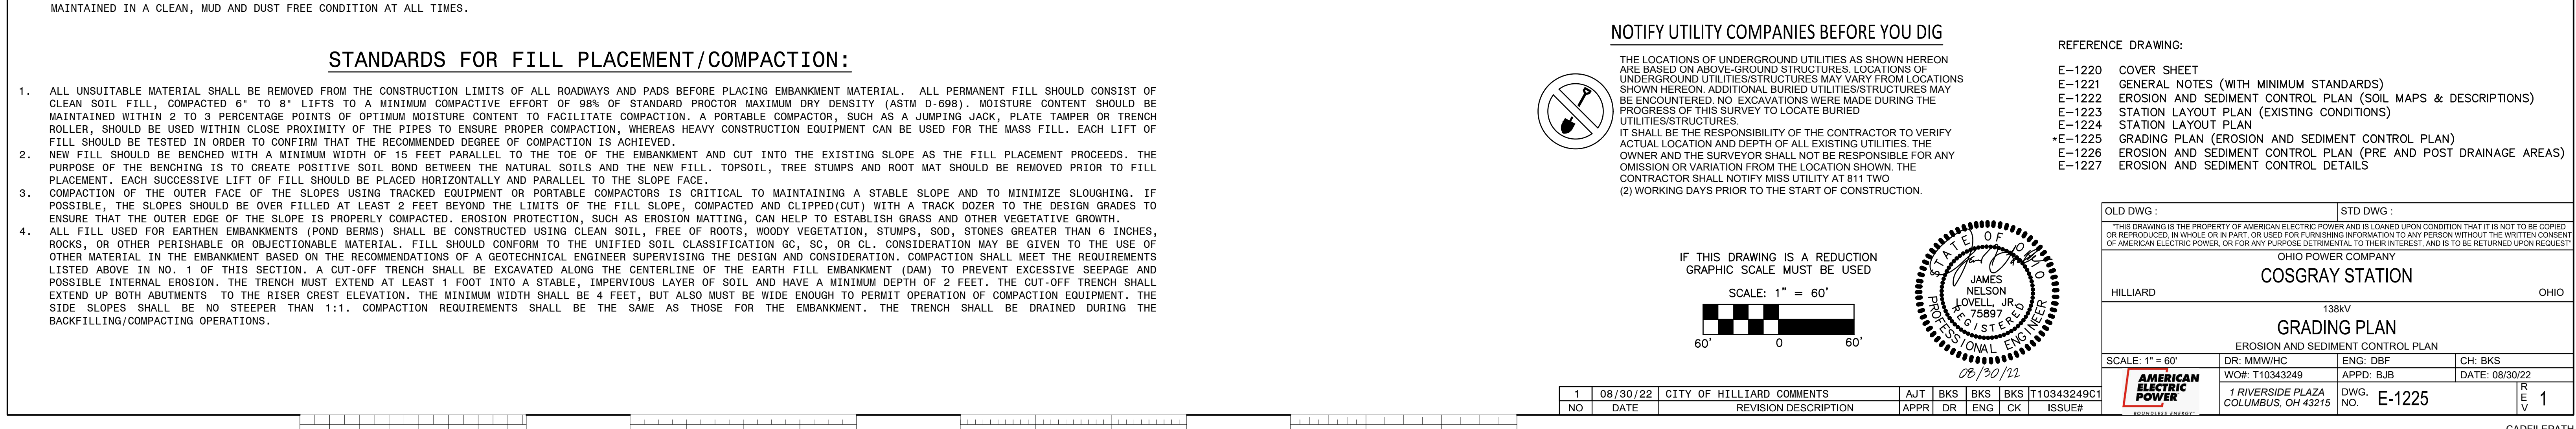 MAINTAINED IN A CLEAN, MUD AND DUST FREE CONDITION AT ALL TIMES.
STANDARDS FOR FILL PLACEMENT/COMPACTION:
1. ALL UNSUITABLE MATERIAL SHALL BE REMOVED FROM THE CONSTRUCTION LIMITS OF ALL ROADWAYS AND PADS BEFORE PLACING EMBANKMENT MATERIAL. ALL PERMANENT FILL SHOULD CONSIST OF
CLEAN SOIL FILL, COMPACTED 6" TO 8" LIFTS TO A MINIMUM COMPACTIVE EFFORT OF 98% OF STANDARD PROCTOR MAXIMUM DRY DENSITY (ASTM D-698). MOISTURE CONTENT SHOULD BE
MAINTAINED WITHIN 2 TO 3 PERCENTAGE POINTS OF OPTIMUM MOISTURE CONTENT TO FACILITATE COMPACTION. A PORTABLE COMPACTOR, SUCH AS A JUMPING JACK, PLATE TAMPER OR TRENCH
ROLLER, SHOULD BE USED WITHIN CLOSE PROXIMITY OF THE PIPES TO ENSURE PROPER COMPACTION, WHEREAS HEAVY CONSTRUCTION EQUIPMENT CAN BE USED FOR THE MASS FILL. EACH LIFT OF
FILL SHOULD BE TESTED IN ORDER TO CONFIRM THAT THE RECOMMENDED DEGREE OF COMPACTION IS ACHIEVED.
2. NEW FILL SHOULD BE BENCHED WITH A MINIMUM WIDTH OF 15 FEET PARALLEL TO THE TOE OF THE EMBANKMENT AND CUT INTO THE EXISTING SLOPE AS THE FILL PLACEMENT PROCEEDS. THE
PURPOSE OF THE BENCHING IS TO CREATE POSITIVE SOIL BOND BETWEEN THE NATURAL SOILS AND THE NEW FILL. TOPSOIL, TREE STUMPS AND ROOT MAT SHOULD BE REMOVED PRIOR TO FILL
PLACEMENT. EACH SUCCESSIVE LIFT OF FILL SHOULD BE PLACED HORIZONTALLY AND PARALLEL TO THE SLOPE FACE.
3. COMPACTION OF THE OUTER FACE OF THE SLOPES USING TRACKED EQUIPMENT OR PORTABLE COMPACTORS IS CRITICAL TO MAINTAINING A STABLE SLOPE AND TO MINIMIZE SLOUGHING. IF
POSSIBLE, THE SLOPES SHOULD BE OVER FILLED AT LEAST 2 FEET BEYOND THE LIMITS OF THE FILL SLOPE, COMPACTED AND CLIPPED(CUT) WITH A TRACK DOZER TO THE DESIGN GRADES TO
ENSURE THAT THE OUTER EDGE OF THE SLOPE IS PROPERLY COMPACTED. EROSION PROTECTION, SUCH AS EROSION MATTING, CAN HELP TO ESTABLISH GRASS AND OTHER VEGETATIVE GROWTH.
4. ALL FILL USED FOR EARTHEN EMBANKMENTS (POND BERMS) SHALL BE CONSTRUCTED USING CLEAN SOIL, FREE OF ROOTS, WOODY VEGETATION, STUMPS, SOD, STONES GREATER THAN 6 INCHES,
ROCKS, OR OTHER PERISHABLE OR OBJECTIONABLE MATERIAL. FILL SHOULD CONFORM TO THE UNIFIED SOIL CLASSIFICATION GC, SC, OR CL. CONSIDERATION MAY BE GIVEN TO THE USE OF
OTHER MATERIAL IN THE EMBANKMENT BASED ON THE RECOMMENDATIONS OF A GEOTECHNICAL ENGINEER SUPERVISING THE DESIGN AND CONSIDERATION. COMPACTION SHALL MEET THE REQUIREMENTS
LISTED ABOVE IN NO. 1 OF THIS SECTION. A CUT-OFF TRENCH SHALL BE EXCAVATED ALONG THE CENTERLINE OF THE EARTH FILL EMBANKMENT (DAM) TO PREVENT EXCESSIVE SEEPAGE AND
POSSIBLE INTERNAL EROSION. THE TRENCH MUST EXTEND AT LEAST 1 FOOT INTO A STABLE, IMPERVIOUS LAYER OF SOIL AND HAVE A MINIMUM DEPTH OF 2 FEET. THE CUT-OFF TRENCH SHALL
EXTEND UP BOTH ABUTMENTS TO THE RISER CREST ELEVATION. THE MINIMUM WIDTH SHALL BE 4 FEET, BUT ALSO MUST BE WIDE ENOUGH TO PERMIT OPERATION OF COMPACTION EQUIPMENT. THE
SIDE SLOPES SHALL BE NO STEEPER THAN 1:1. COMPACTION REQUIREMENTS SHALL BE THE SAME AS THOSE FOR THE EMBANKMENT. THE TRENCH SHALL BE DRAINED DURING THE
BACKFILLING/COMPACTING OPERATIONS.
NOTIFY UTILITY COMPANIES BEFORE YOU DIG
THE LOCATIONS OF UNDERGROUND UTILITIES AS SHOWN HEREON
ARE BASED ON ABOVE-GROUND STRUCTURES. LOCATIONS OF
UNDERGROUND UTILITIES/STRUCTURES MAY VARY FROM LOCATIONS
SHOWN HEREON. ADDITIONAL BURIED UTILITIES/STRUCTURES MAY
BE ENCOUNTERED. NO EXCAVATIONS WERE MADE DURING THE
PROGRESS OF THIS SURVEY TO LOCATE BURIED
UTILITIES/STRUCTURES.
IT SHALL BE THE RESPONSIBILITY OF THE CONTRACTOR TO VERIFY
ACTUAL LOCATION AND DEPTH OF ALL EXISTING UTILITIES. THE
OWNER AND THE SURVEYOR SHALL NOT BE RESPONSIBLE FOR ANY
OMISSION OR VARIATION FROM THE LOCATION SHOWN. THE
CONTRACTOR SHALL NOTIFY MISS UTILITY AT 811 TWO
(2) WORKING DAYS PRIOR TO THE START OF CONSTRUCTION.
REFERENCE DRAWING:
E-1220 COVER SHEET
E-1221 GENERAL NOTES (WITH MINIMUM STANDARDS)
E-1222 EROSION AND SEDIMENT CONTROL PLAN (SOIL MAPS & DESCRIPTIONS)
E-1223 STATION LAYOUT PLAN (EXISTING CONDITIONS)
E-1224 STATION LAYOUT PLAN
*E-1225 GRADING PLAN (EROSION AND SEDIMENT CONTROL PLAN)
E-1226 EROSION AND SEDIMENT CONTROL PLAN (PRE AND POST DRAINAGE AREAS)
E-1227 EROSION AND SEDIMENT CONTROL DETAILS
IF THIS DRAWING IS A REDUCTION
GRAPHIC SCALE MUST BE USED
SCALE: 1" = 60'
60' 0 60'
STATE OF OHIO
JAMES
NELSON
LOVELL, JR.
75897
REGISTERED
PROFESSIONAL ENGINEER
08/30/22
1 08/30/22 CITY OF HILLIARD COMMENTS AJT BKS BKS BKS T10343249C1
NO DATE REVISION DESCRIPTION APPR DR ENG CK ISSUE#
OLD DWG : STD DWG :
"THIS DRAWING IS THE PROPERTY OF AMERICAN ELECTRIC POWER AND IS LOANED UPON CONDITION THAT IT IS NOT TO BE COPIED
OR REPRODUCED, IN WHOLE OR IN PART, OR USED FOR FURNISHING INFORMATION TO ANY PERSON WITHOUT THE WRITTEN CONSENT
OF AMERICAN ELECTRIC POWER, OR FOR ANY PURPOSE DETRIMENTAL TO THEIR INTEREST, AND IS TO BE RETURNED UPON REQUEST"
OHIO POWER COMPANY
COSGRAY STATION
HILLIARD OHIO
138kV
GRADING PLAN
EROSION AND SEDIMENT CONTROL PLAN
SCALE: 1" = 60' DR: MMW/HC ENG: DBF CH: BKS
WO#: T10343249 APPD: BJB DATE: 08/30/22
AMERICAN
ELECTRIC
POWER
BOUNDLESS ENERGY
1 RIVERSIDE PLAZA
COLUMBUS, OH 43215
DWG.
NO. E-1225
REV 1